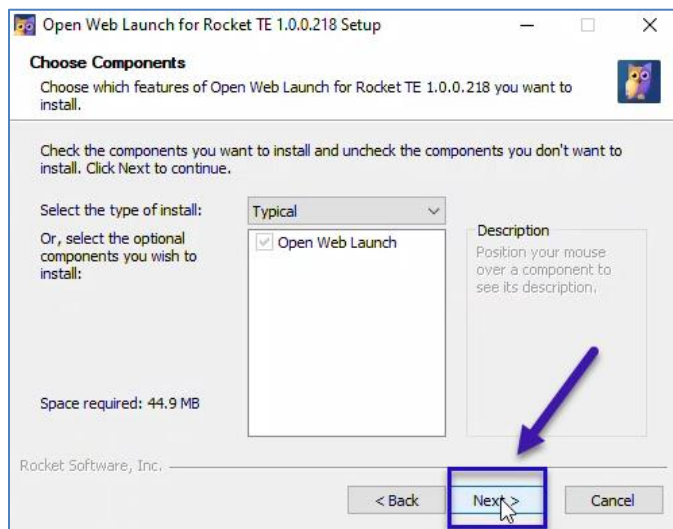 Open Web Launch for Rocket TE 1.0.0.218 Setup
Choose Components
Choose which features of Open Web Launch for Rocket TE 1.0.0.218 you want to
install.
Check the components you want to install and uncheck the components you don't want to
install. Click Next to continue.
Select the type of install:
Typical
Or, select the optional
components you wish to
install:
Open Web Launch
Description
Position your mouse
over a component to
see its description.
Space required: 44.9 MB
Rocket Software, Inc.
< Back
Next >
Cancel